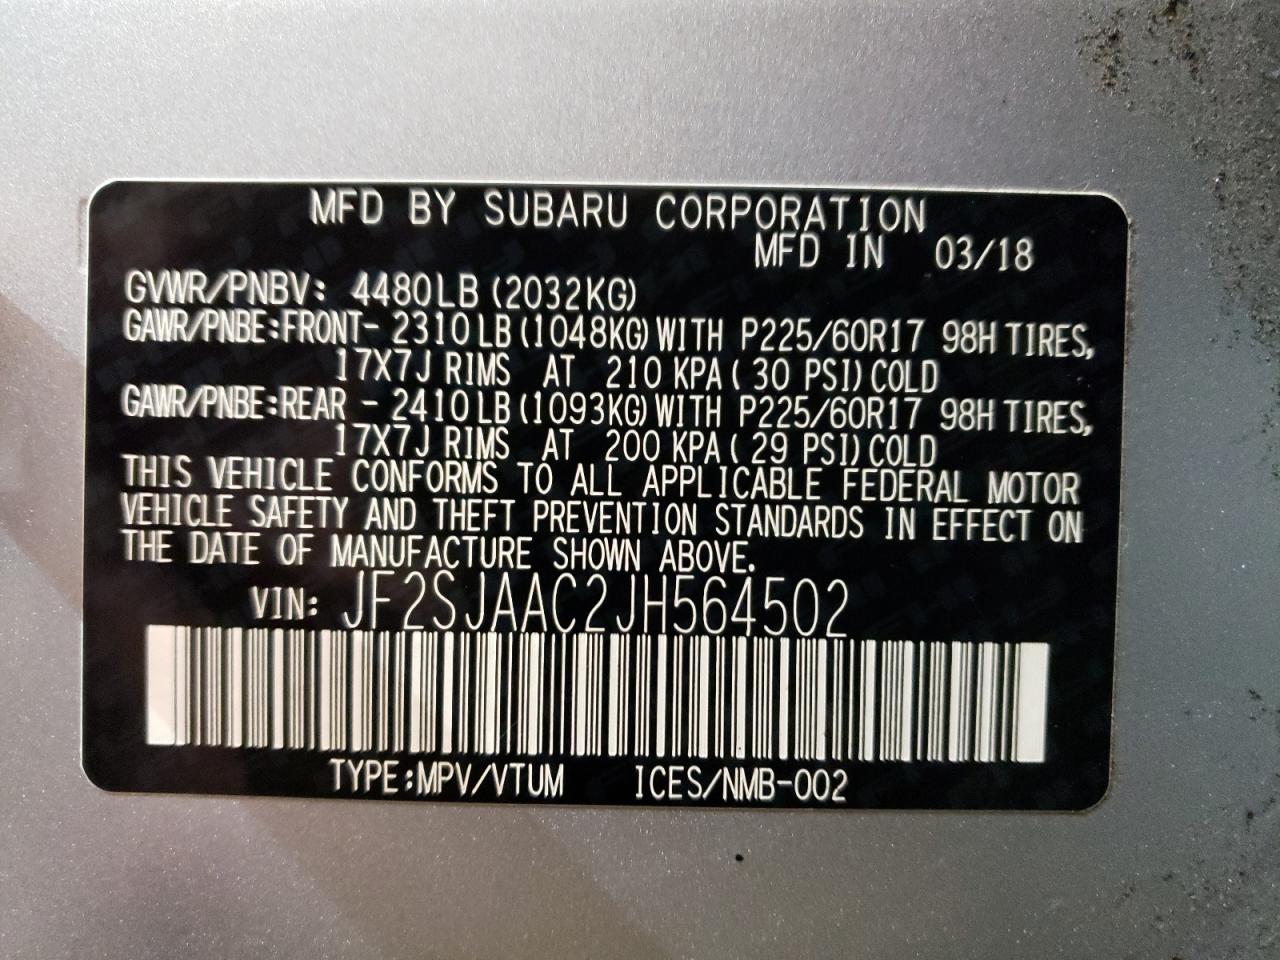 MFD BY SUBARU CORPORATION
MFD IN 03/18
GVWR/PNBV: 4480LB (2032KG)
GAWR/PNBE:FRONT- 2310LB (1048KG) WITH P225/60R17 98H TIRES,
17X7J RIMS AT 210 KPA ( 30 PSI) COLD
GAWR/PNBE:REAR - 2410LB (1093KG) WITH P225/60R17 98H TIRES,
17X7J RIMS AT 200 KPA ( 29 PSI) COLD
THIS VEHICLE CONFORMS TO ALL APPLICABLE FEDERAL MOTOR
VEHICLE SAFETY AND THEFT PREVENTION STANDARDS IN EFFECT ON
THE DATE OF MANUFACTURE SHOWN ABOVE.
VIN: JF2SJAAC2JH564502
TYPE:MPV/VTUM ICES/NMB-002